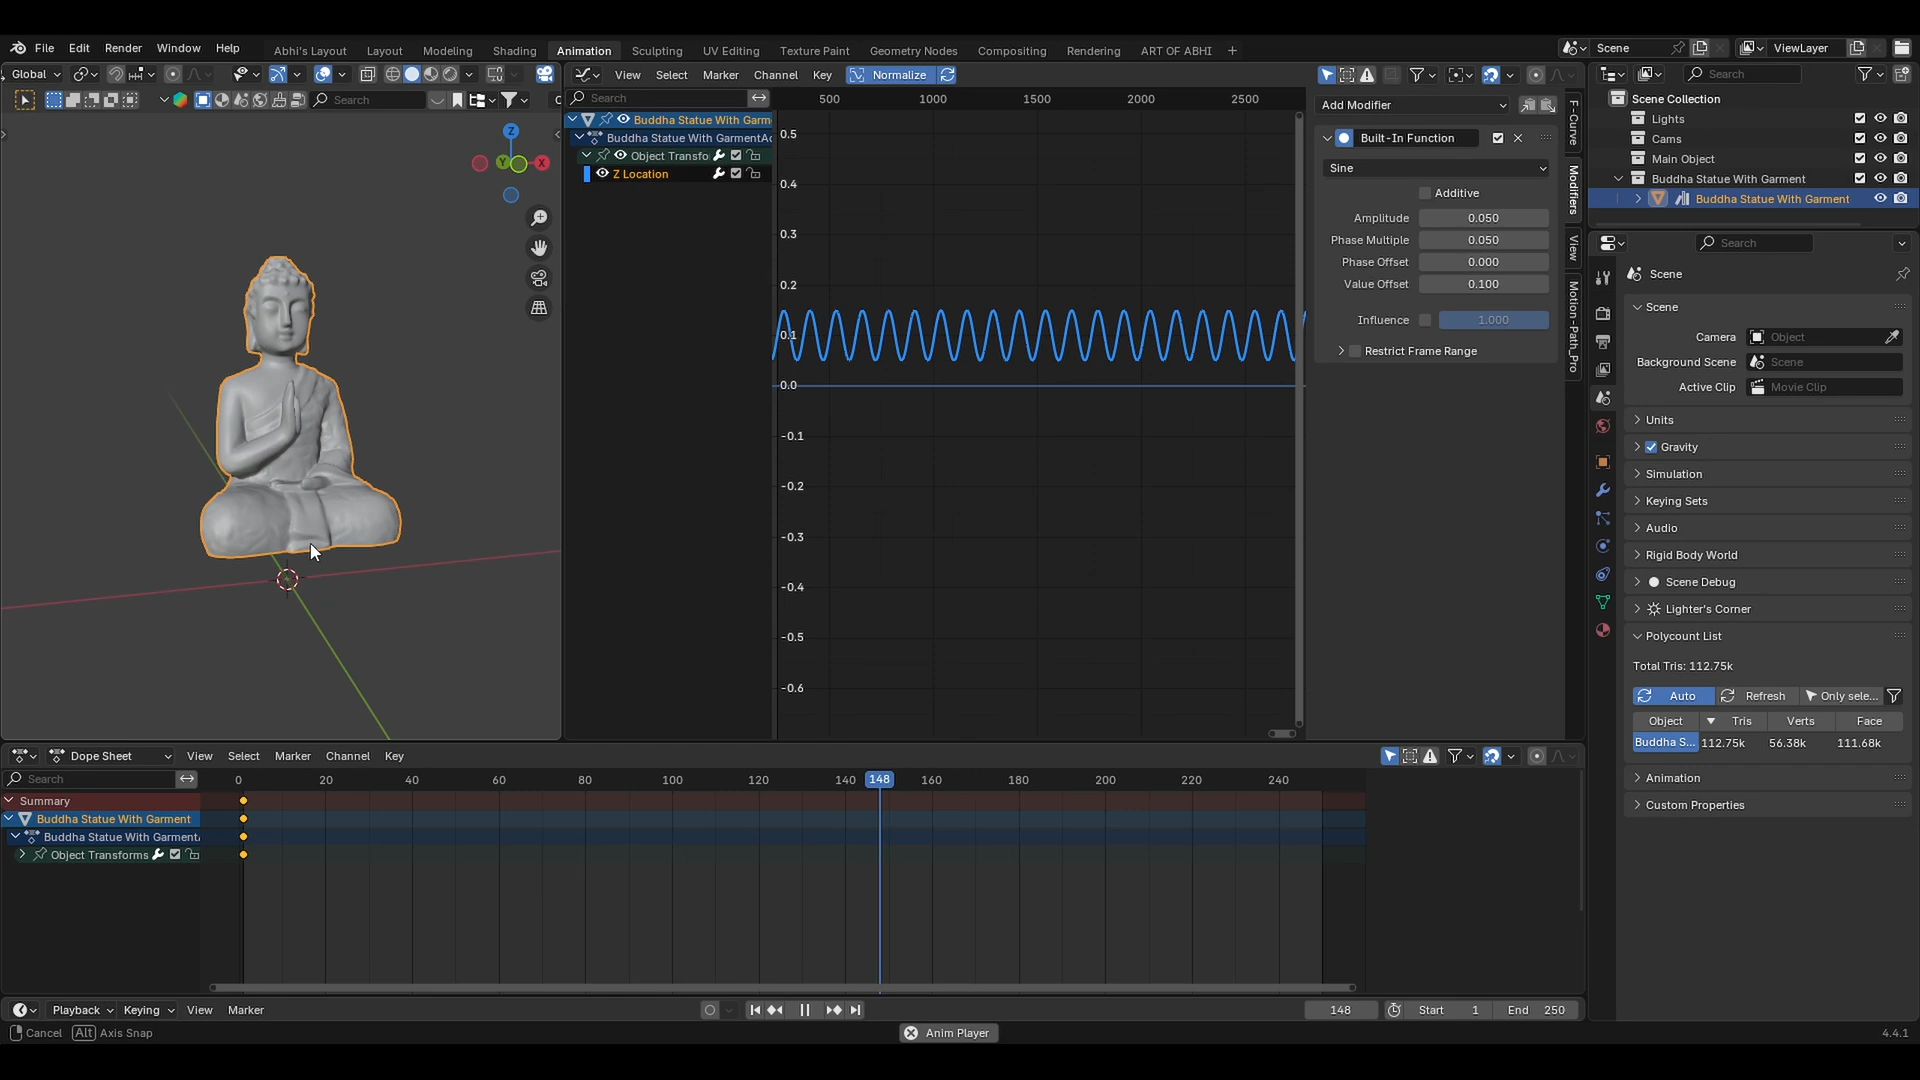 File Edit Render Window Help Abhi's Layout Layout Modeling Shading Animation Sculpting UV Editing Texture Paint Geometry Nodes Compositing Rendering ART OF ABHI + Scene ViewLayer
Global View Select Marker Channel Key Normalize Search
Search Search 500 1000 1500 2000 2500
Z
Y
X
Buddha Statue With Garm
Buddha Statue With GarmentAc
Object Transfo
Z Location
0.5
0.4
0.3
0.2
0.1
0.0
-0.1
-0.2
-0.3
-0.4
-0.5
-0.6
Add Modifier
Built-In Function
Sine
Additive
Amplitude 0.050
Phase Multiple 0.050
Phase Offset 0.000
Value Offset 0.100
Influence 1.000
Restrict Frame Range
F-Curve
Modifiers
View
Motion-Path_Pro
Scene Collection
Lights
Cams
Main Object
Buddha Statue With Garment
Buddha Statue With Garment
Search
Scene
Scene
Camera Object
Background Scene Scene
Active Clip Movie Clip
Units
Gravity
Simulation
Keying Sets
Audio
Rigid Body World
Scene Debug
Lighter's Corner
Polycount List
Total Tris: 112.75k
Auto Refresh Only sele...
Object Tris Verts Face
Buddha S... 112.75k 56.38k 111.68k
Animation
Custom Properties
Dope Sheet View Select Marker Channel Key
Search 0 20 40 60 80 100 120 140 148 160 180 200 220 240
Summary
Buddha Statue With Garment
Buddha Statue With Garment
Object Transforms
Playback Keying View Marker 148 Start 1 End 250
Cancel Alt Axis Snap Anim Player 4.4.1